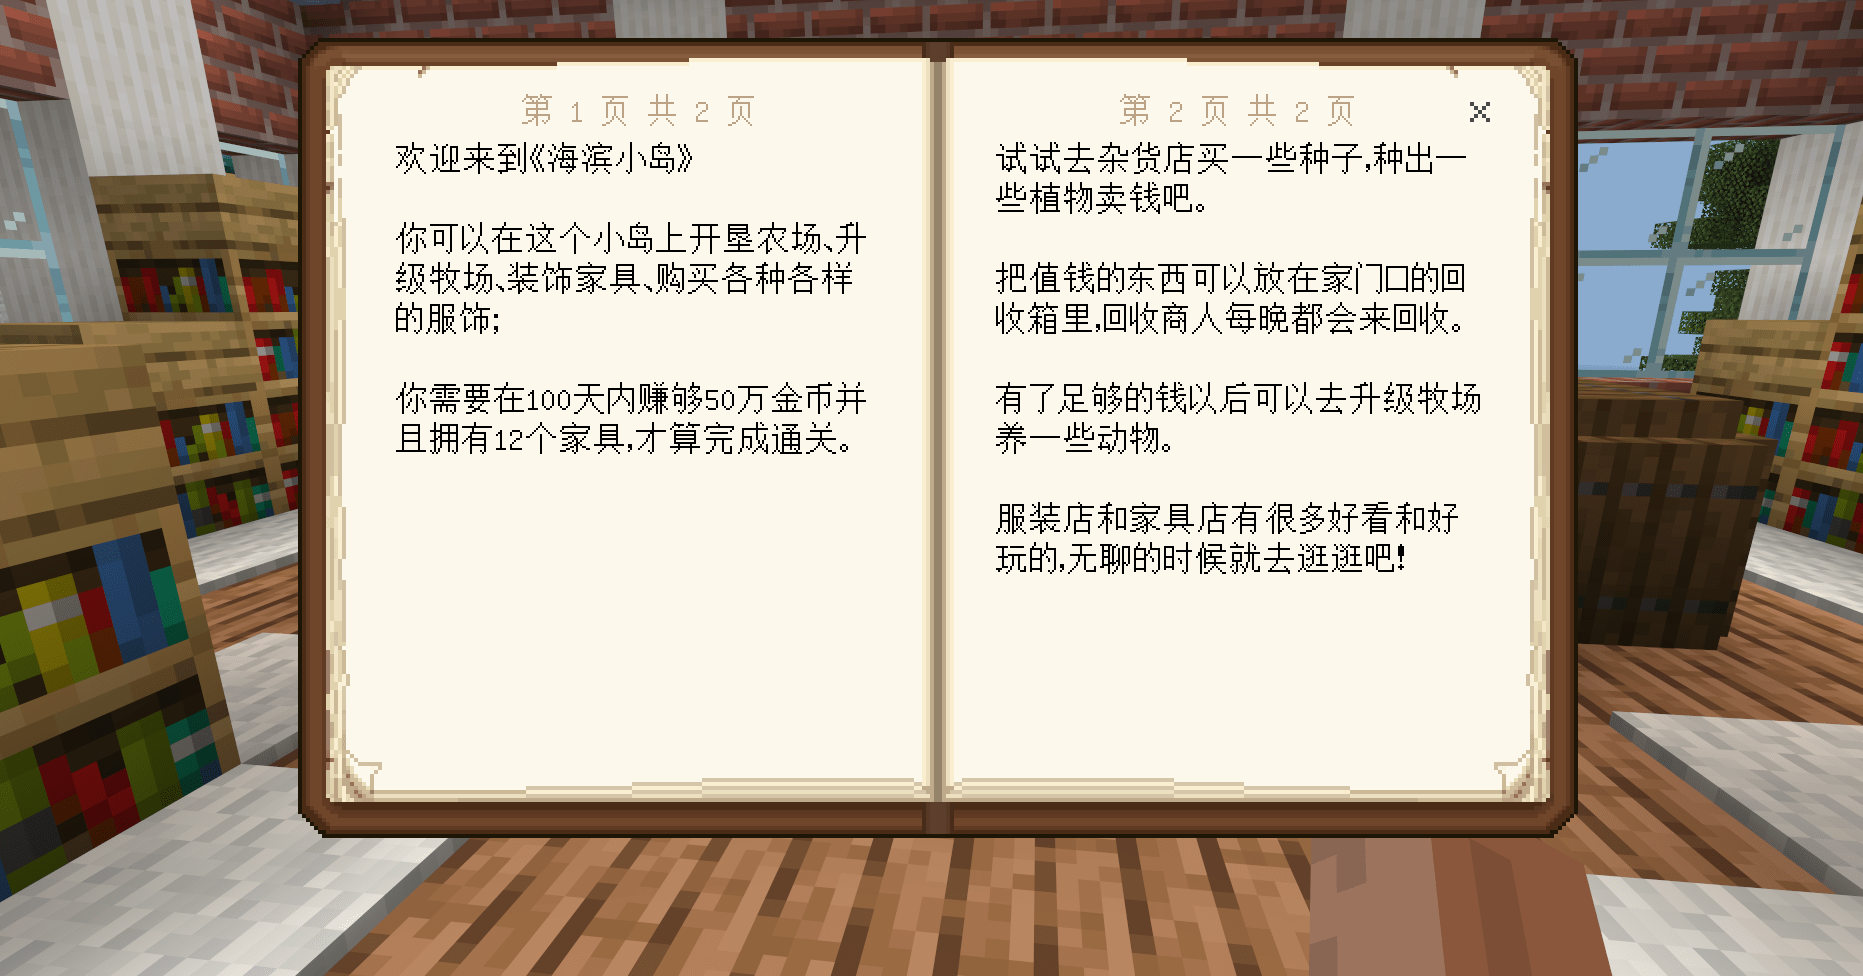 第 1 页 共 2 页
欢迎来到《海滨小岛》
你可以在这个小岛上开垦农场、升
级牧场、装饰家具、购买各种各样
的服饰;
你需要在100天内赚够50万金币并
且拥有12个家具,才算完成通关。
第 2 页 共 2 页
试试去杂货店买一些种子,种出一
些植物卖钱吧。
把值钱的东西可以放在家门口的回
收箱里,回收商人每晚都会来回收。
有了足够的钱以后可以去升级牧场
养一些动物。
服装店和家具店有很多好看和好
玩的,无聊的时候就去逛逛吧!